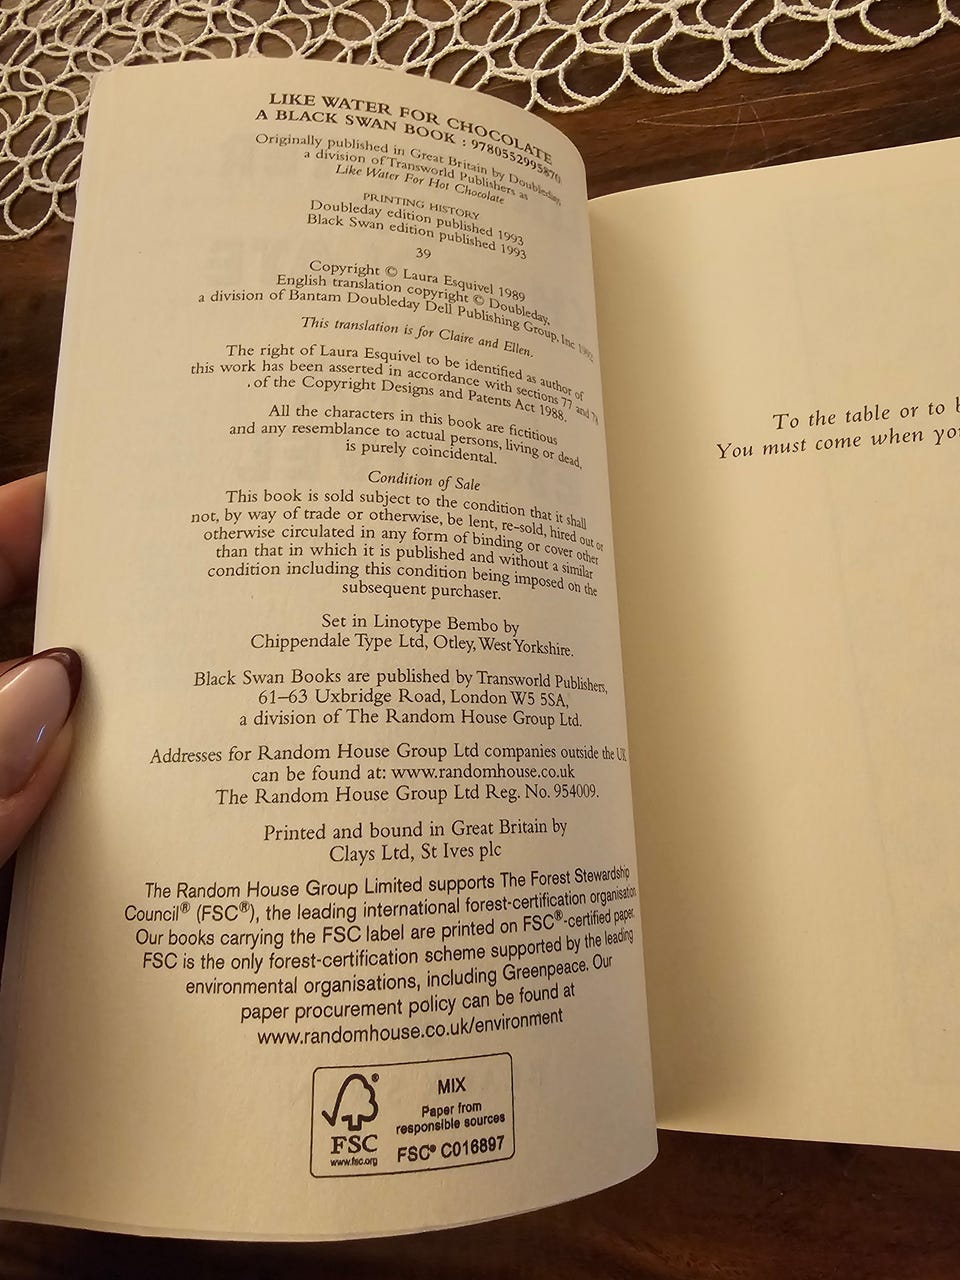 LIKE WATER FOR CHOCOLATE
A BLACK SWAN BOOK : 9780552995870
Originally published in Great Britain by Doubleday,
a division of Transworld Publishers as
Like Water For Hot Chocolate
PRINTING HISTORY
Doubleday edition published 1993
Black Swan edition published 1993
39
Copyright © Laura Esquivel 1989
English translation copyright © Doubleday,
a division of Bantam Doubleday Dell Publishing Group, Inc 1992
This translation is for Claire and Ellen.
The right of Laura Esquivel to be identified as author of
this work has been asserted in accordance with sections 77 and 78
of the Copyright Designs and Patents Act 1988.
All the characters in this book are fictitious
and any resemblance to actual persons, living or dead,
is purely coincidental.
Condition of Sale
This book is sold subject to the condition that it shall
not, by way of trade or otherwise, be lent, re-sold, hired out or
otherwise circulated in any form of binding or cover other
than that in which it is published and without a similar
condition including this condition being imposed on the
subsequent purchaser.
Set in Linotype Bembo by
Chippendale Type Ltd, Otley, West Yorkshire.
Black Swan Books are published by Transworld Publishers,
61–63 Uxbridge Road, London W5 5SA,
a division of The Random House Group Ltd.
Addresses for Random House Group Ltd companies outside the UK
can be found at: www.randomhouse.co.uk
The Random House Group Ltd Reg. No. 954009.
Printed and bound in Great Britain by
Clays Ltd, St Ives plc
The Random House Group Limited supports The Forest Stewardship
Council® (FSC®), the leading international forest-certification organisation.
Our books carrying the FSC label are printed on FSC®-certified paper.
FSC is the only forest-certification scheme supported by the leading
environmental organisations, including Greenpeace. Our
paper procurement policy can be found at
www.randomhouse.co.uk/environment
®
FSC
www.fsc.org
MIX
Paper from
responsible sources
FSC® C016897
To the table or to b
You must come when yo